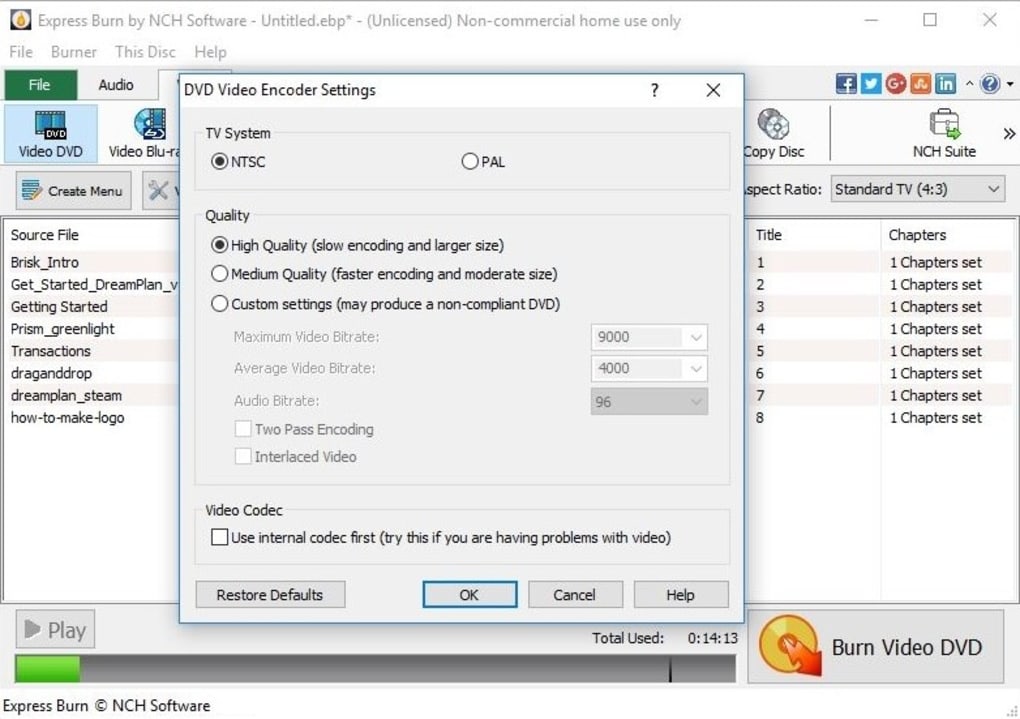 Express Burn by NCH Software - Untitled.ebp* - (Unlicensed) Non-commercial home use only
File Burner This Disc Help
File Audio
DVD Video Encoder Settings ?
Video DVD Video Blu-ra Copy Disc NCH Suite
Create Menu V spect Ratio: Standard TV (4:3)
TV System
NTSC PAL
Quality
High Quality (slow encoding and larger size)
Medium Quality (faster encoding and moderate size)
Custom settings (may produce a non-compliant DVD)
Maximum Video Bitrate: 9000
Average Video Bitrate: 4000
Audio Bitrate: 96
Two Pass Encoding
Interlaced Video
Video Codec
Use internal codec first (try this if you are having problems with video)
Restore Defaults OK Cancel Help
Source File Title Chapters
Brisk_Intro 1 1 Chapters set
Get_Started_DreamPlan_v 2 1 Chapters set
Getting Started 3 1 Chapters set
Prism_greenlight 4 1 Chapters set
Transactions 5 1 Chapters set
draganddrop 6 1 Chapters set
dreamplan_steam 7 1 Chapters set
how-to-make-logo 8 1 Chapters set
Play Total Used: 0:14:13 Burn Video DVD
Express Burn © NCH Software